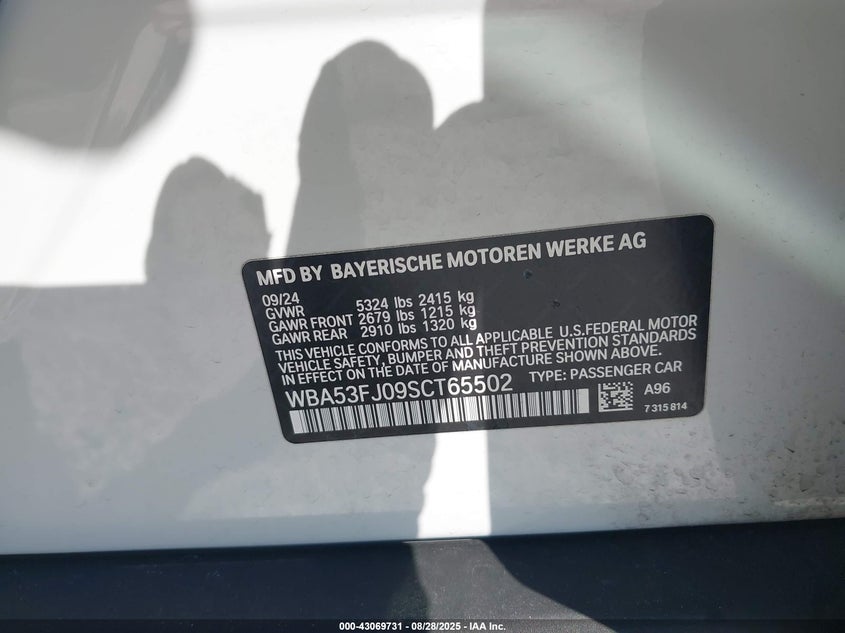 MFD BY BAYERISCHE MOTOREN WERKE AG
09/24
GVWR 5324 lbs 2415 kg
GAWR FRONT 2679 lbs 1215 kg
GAWR REAR 2910 lbs 1320 kg
THIS VEHICLE CONFORMS TO ALL APPLICABLE U.S.FEDERAL MOTOR
VEHICLE SAFETY, BUMPER AND THEFT PREVENTION STANDARDS
IN EFFECT ON THE DATE OF MANUFACTURE SHOWN ABOVE.
WBA53FJ09SCT65502 TYPE: PASSENGER CAR
A96
7 315 814
000-43069731 - 08/28/2025 - IAA Inc.